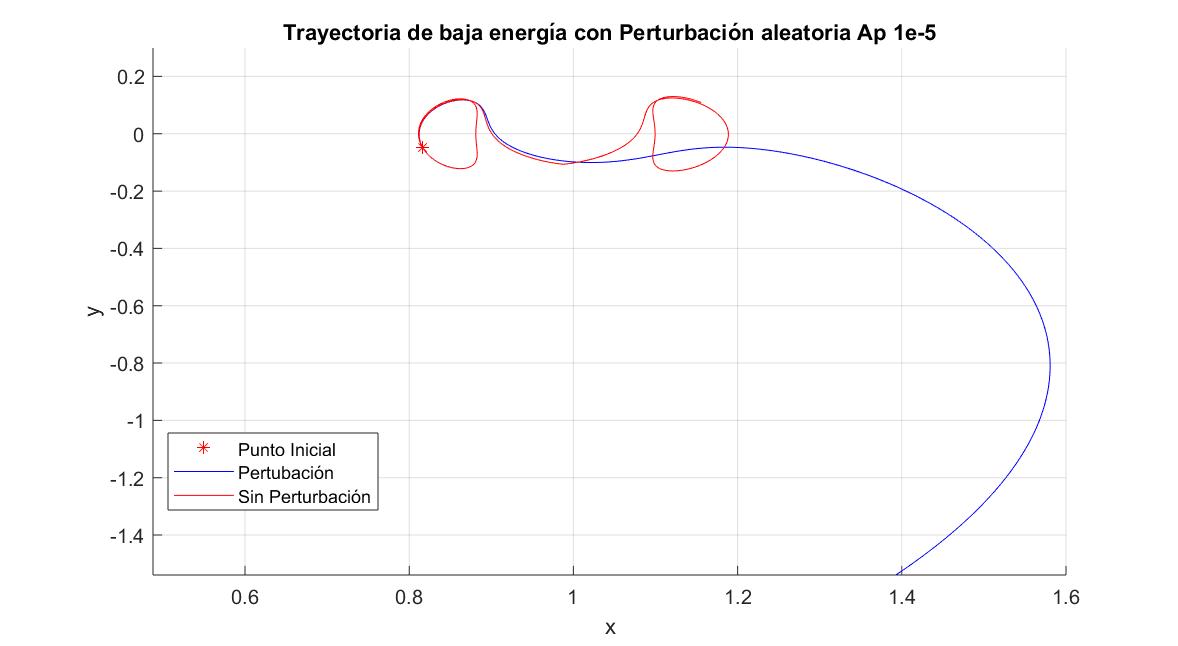 Trayectoria de baja energía con Perturbación aleatoria Ap 1e-5
0.2
0
-0.2
-0.4
-0.6
-0.8
-1
-1.2
-1.4
y
Punto Inicial
Pertubación
Sin Perturbación
0.6 0.8 1 1.2 1.4 1.6
x